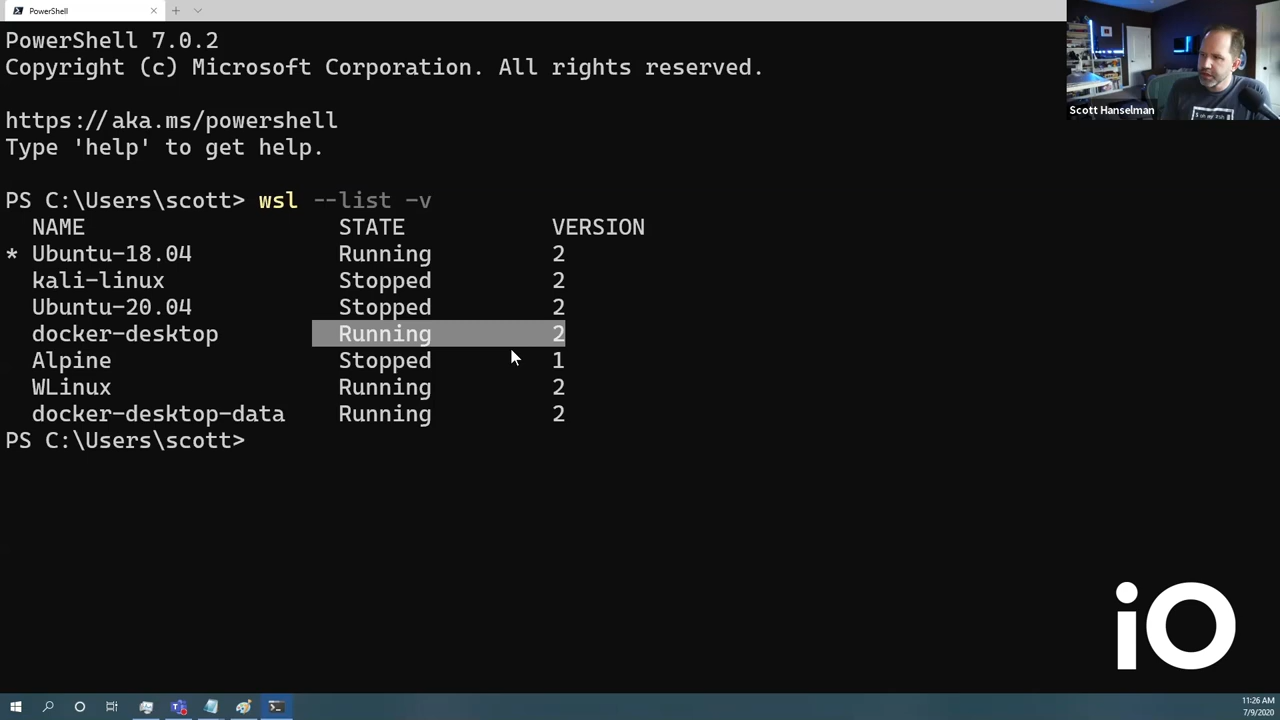 PowerShell
PowerShell 7.0.2
Copyright (c) Microsoft Corporation. All rights reserved.
https://aka.ms/powershell
Type 'help' to get help.
PS C:\Users\scott> wsl --list -v
NAME STATE VERSION
* Ubuntu-18.04 Running 2
kali-linux Stopped 2
Ubuntu-20.04 Stopped 2
docker-desktop Running 2
Alpine Stopped 1
WLinux Running 2
docker-desktop-data Running 2
PS C:\Users\scott>
Scott Hanselman
iO
11:26 AM
7/9/2020